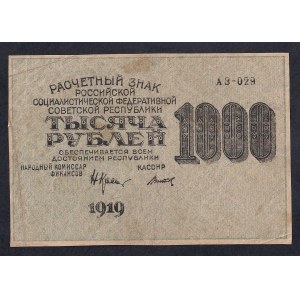 РАСЧЕТНЫЙ ЗНАК
РОССИЙСКОЙ
СОЦИАЛИСТИЧЕСКОЙ ФЕДЕРАТИВНОЙ
СОВЕТСКОЙ РЕСПУБЛИКИ
АЭ-029
ТЫСЯЧА
РУБЛЕЙ
1000
ОБЕСПЕЧИВАЕТСЯ ВСЕМ
ДОСТОЯНИЕМ РЕСПУБЛИКИ
НАРОДНЫЙ КОМИССАР
ФИНАНСОВ
КАССИР
1919